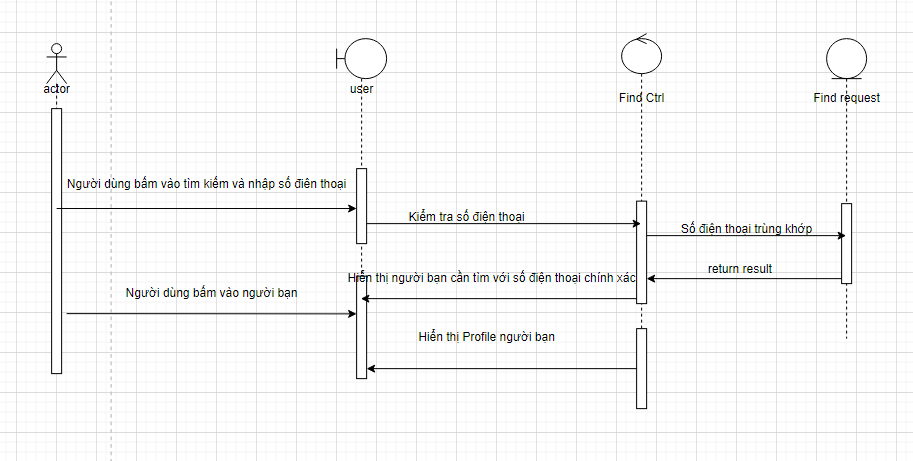 actor
user
Find Ctrl
Find request
Người dùng bấm vào tìm kiếm và nhập số điên thoại
Kiểm tra số điện thoại
Số điện thoại trùng khớp
return result
Hiển thị người bạn cần tìm với số điện thoại chính xác
Người dùng bấm vào người bạn
Hiển thị Profile người bạn